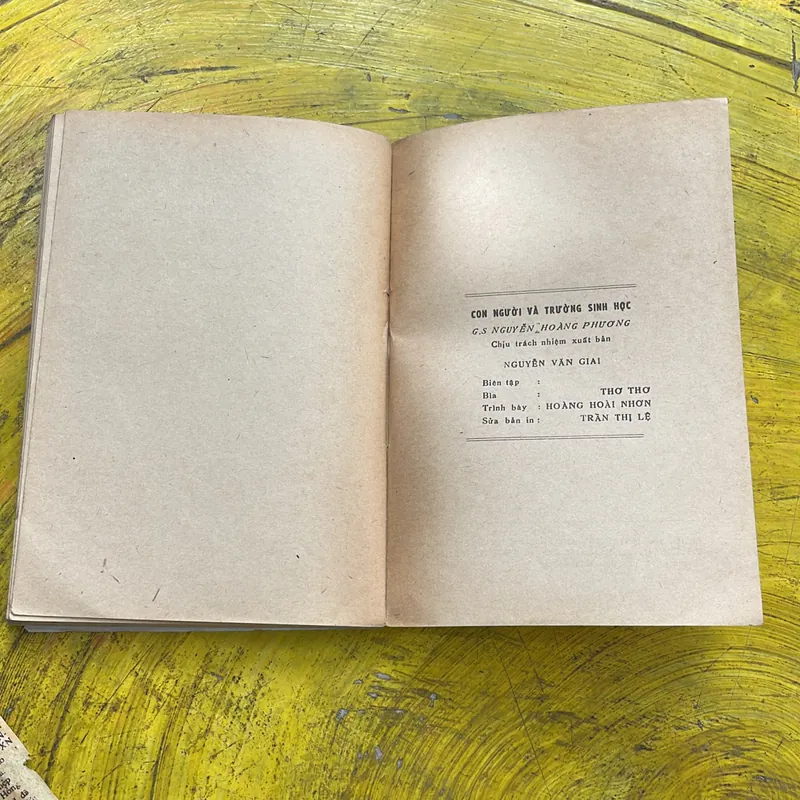 CON NGƯỜI VÀ TRƯỜNG SINH HỌC
G.S NGUYỄN HOÀNG PHƯƠNG
Chịu trách nhiệm xuất bản
NGUYỄN VĂN GIAI
Biên tập :
Bìa : THƠ THƠ
Trình bày : HOÀNG HOÀI NHƠN
Sửa bản in : TRẦN THỊ LỆ